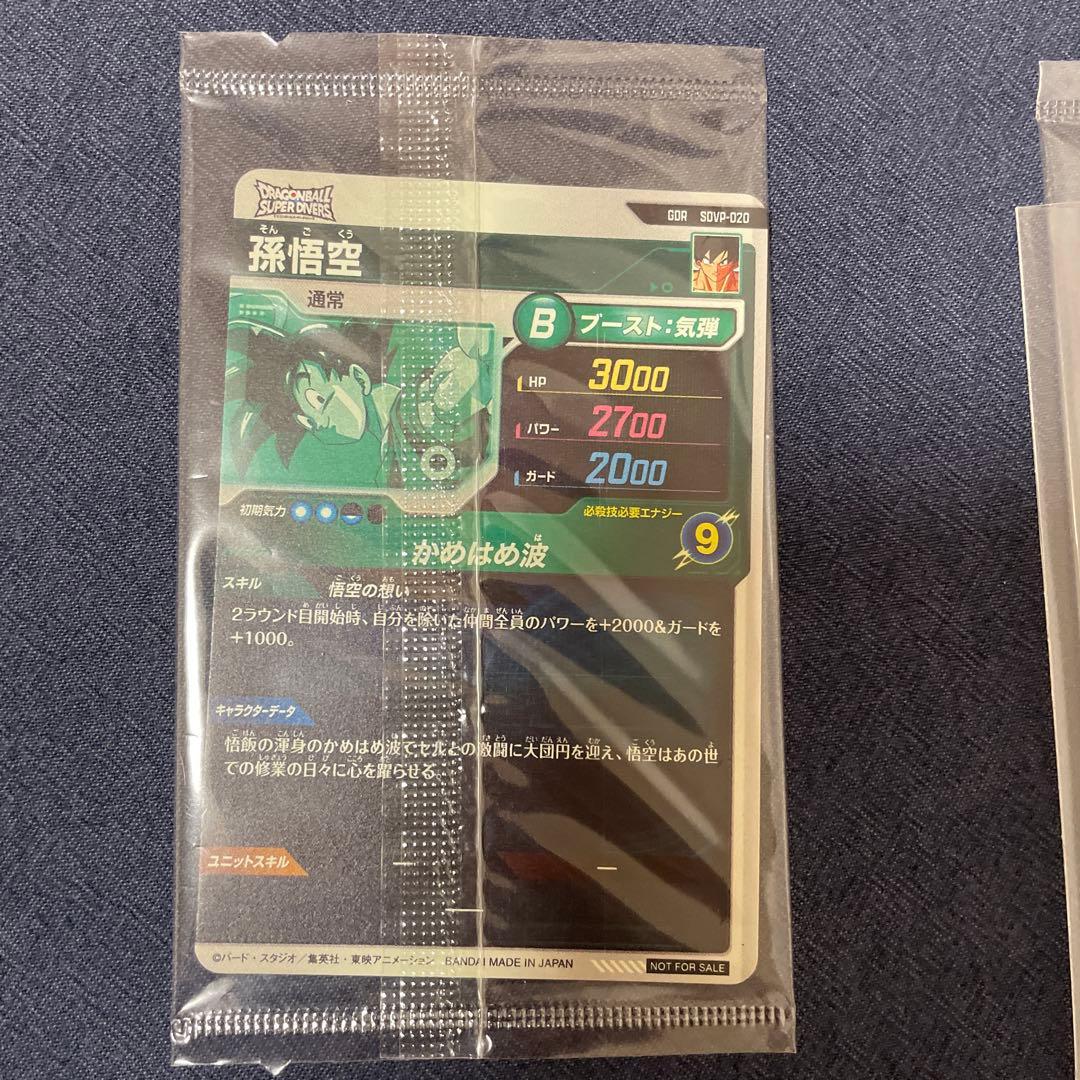 DRAGONBALL
SUPER DIVERS
GDR SDVP-020
そん ご くう
孫悟空
通常
B ブースト:気弾
HP 3000
パワー 2700
ガード 2000
初期気力
必殺技必要エナジー
9
は
かめはめ波
スキル
ごくう おも
悟空の想い
2ラウンド目開始時、自分を除いた仲間全員のパワーを+2000&ガードを
+1000。
キャラクターデータ
悟飯の渾身のかめはめ波でセルとの激闘に大団円を迎え、悟空はあの世
での修業の日々に心を躍らせる
ユニットスキル
— —
©バード・スタジオ/集英社・東映アニメーション BANDAI MADE IN JAPAN
NOT FOR SALE